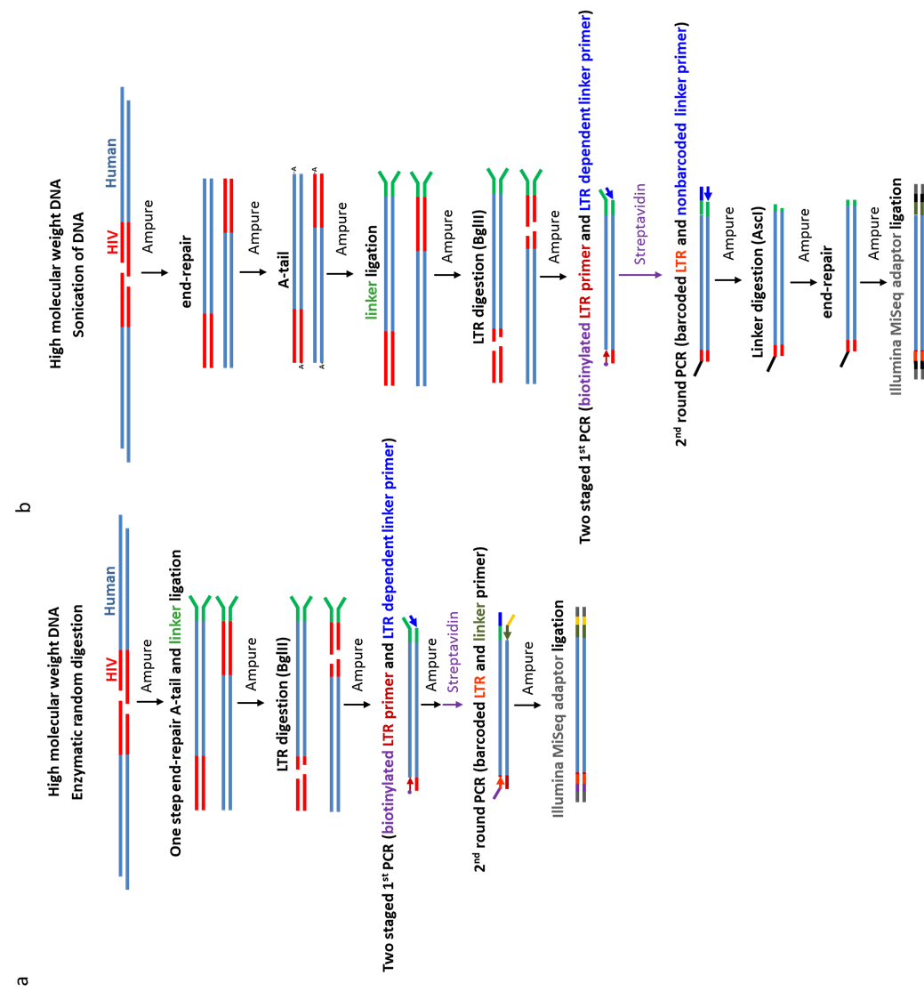 a
High molecular weight DNA
Enzymatic random digestion
HIV
Human
Ampure
One step end-repair A-tail and linker ligation
Ampure
LTR digestion (BglII)
Ampure
Two staged 1st PCR (biotinylated LTR primer and LTR dependent linker primer)
Ampure
Streptavidin
2nd round PCR (barcoded LTR and linker primer)
Ampure
Illumina MiSeq adaptor ligation
b
High molecular weight DNA
Sonication of DNA
HIV
Human
Ampure
end-repair
Ampure
A-tail
-A
-A
A-
A-
Ampure
linker ligation
Ampure
LTR digestion (BglII)
Ampure
Two staged 1st PCR (biotinylated LTR primer and LTR dependent linker primer)
Streptavidin
2nd round PCR (barcoded LTR and nonbarcoded linker primer)
Ampure
Linker digestion (AscI)
Ampure
end-repair
Ampure
Illumina MiSeq adaptor ligation